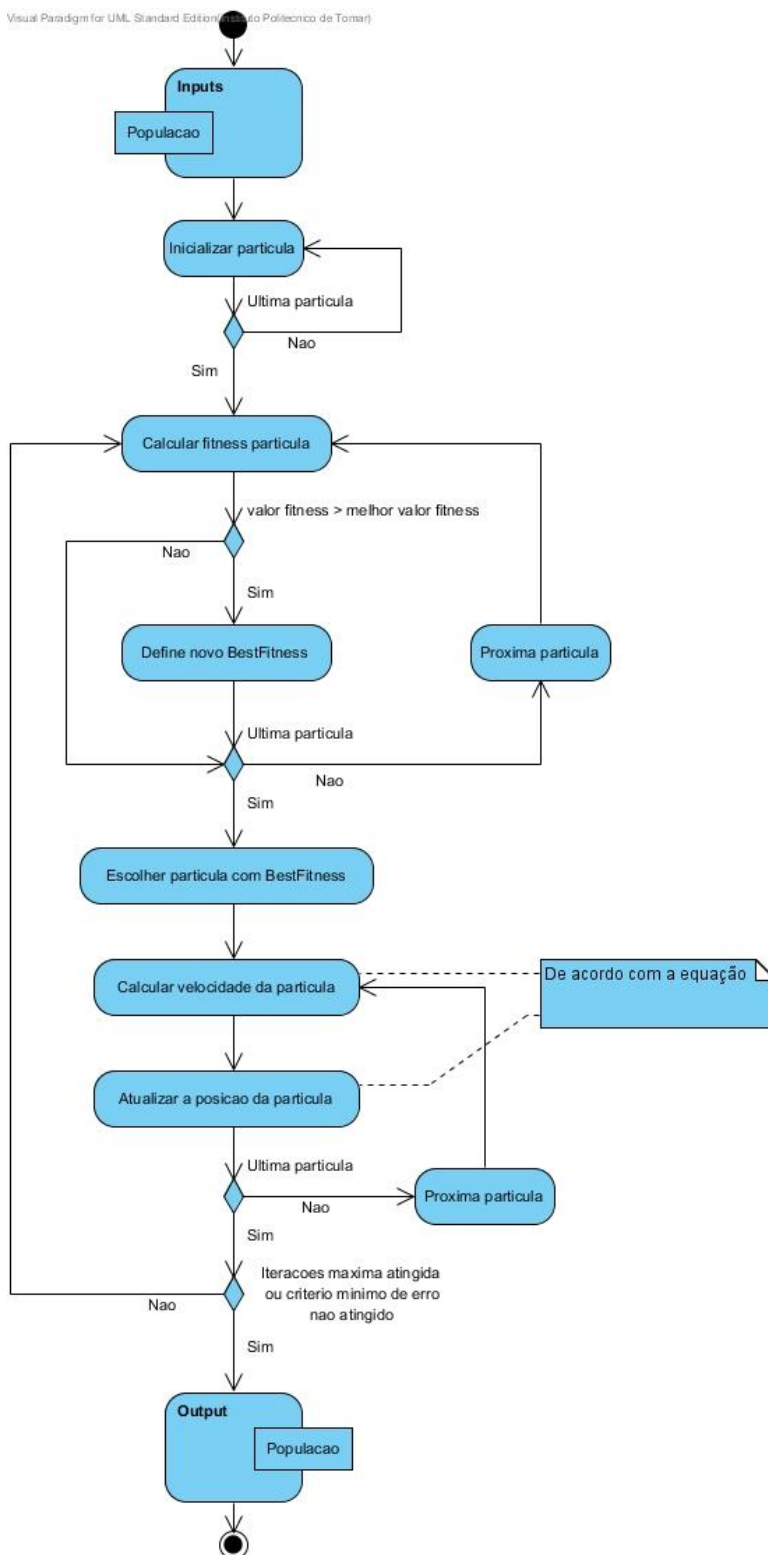 Visual Paradigm for UML Standard Edition(Instituto Politecnico de Tomar)
Inputs
Populacao
Inicializar particula
Ultima particula
Nao
Sim
Calcular fitness particula
valor fitness > melhor valor fitness
Nao
Sim
Define novo BestFitness
Proxima particula
Ultima particula
Nao
Sim
Escolher particula com BestFitness
Calcular velocidade da particula
De acordo com a equação
Atualizar a posicao da particula
Ultima particula
Nao
Proxima particula
Sim
Iteracoes maxima atingida
ou criterio minimo de erro
nao atingido
Nao
Sim
Output
Populacao